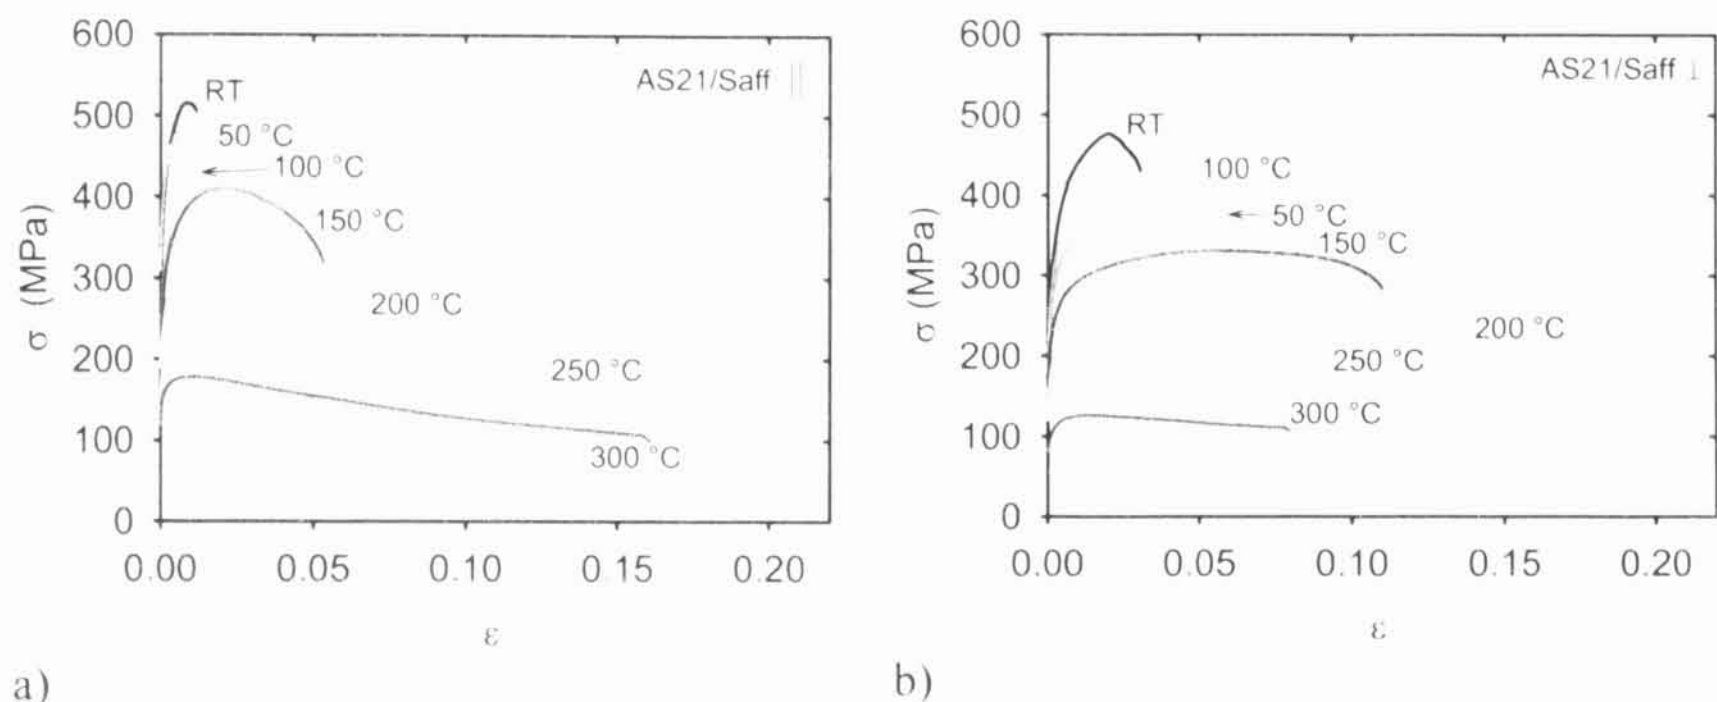 600
500
400
300
200
100
0
σ (MPa)
AS21/Saff ||
RT
50 °C
100 °C
150 °C
200 °C
250 °C
300 °C
0.00 0.05 0.10 0.15 0.20
ε
a)
600
500
400
300
200
100
0
σ (MPa)
AS21/Saff ⊥
RT
100 °C
50 °C
150 °C
200 °C
250 °C
300 °C
0.00 0.05 0.10 0.15 0.20
ε
b)